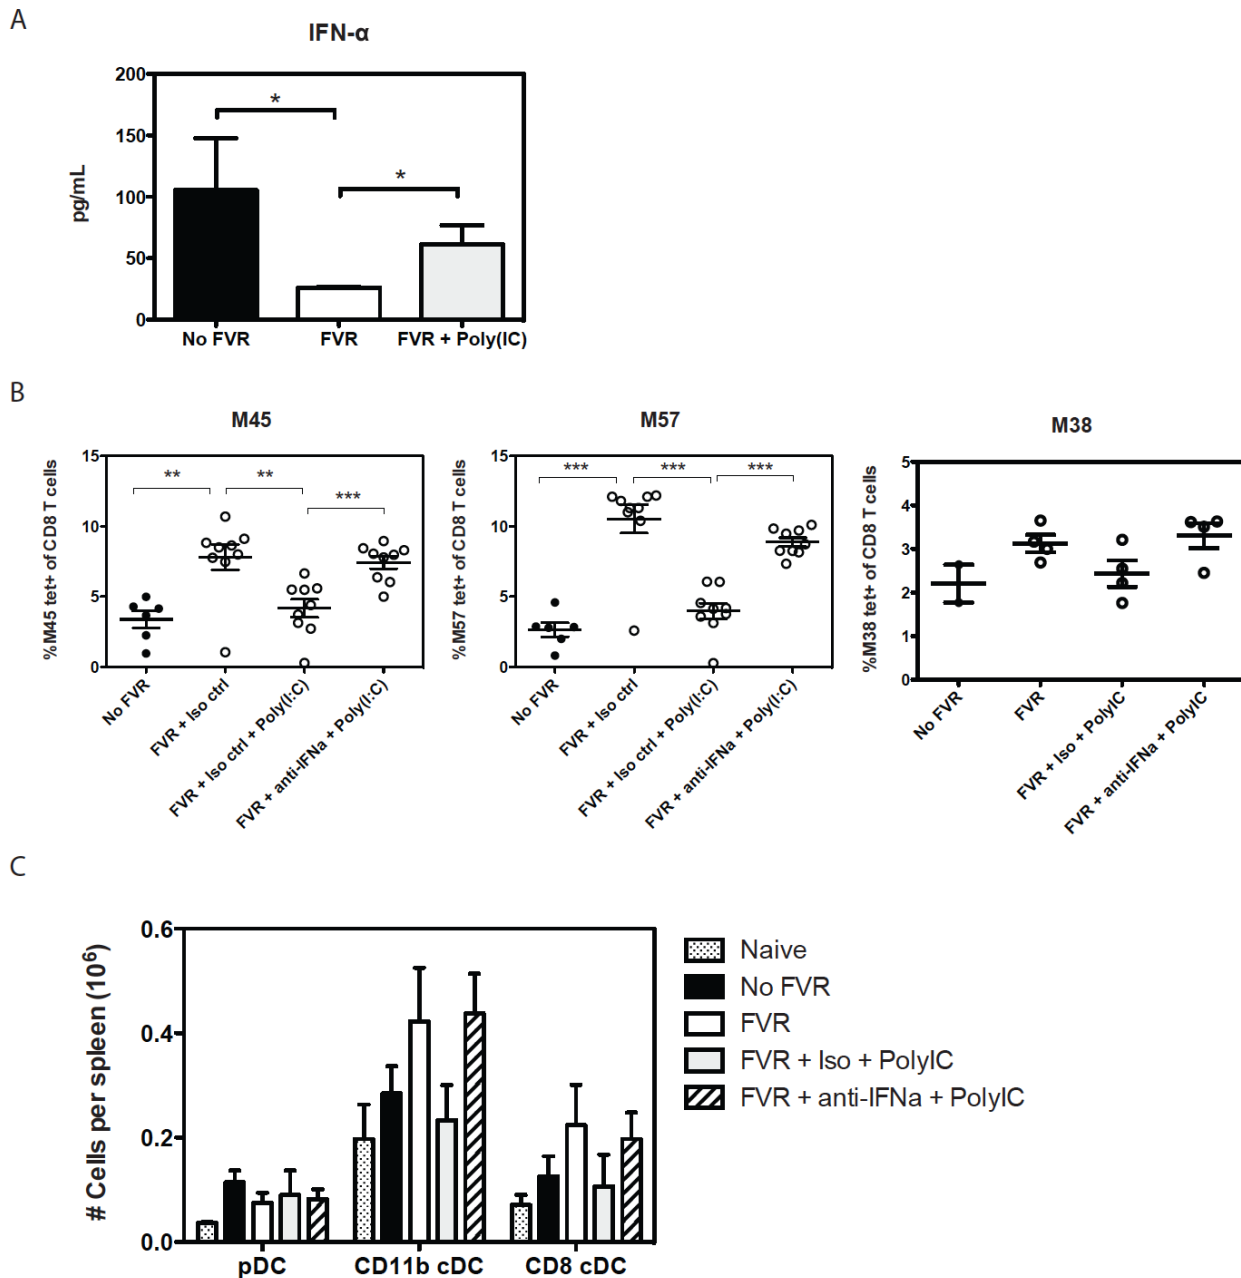 A
IFN-α
200
150
100
50
0
pg/mL
*
*
No FVR
FVR
FVR + Poly(IC)
B
M45
%M45 tet+ of CD8 T cells
15
10
5
0
**
**
***
No FVR
FVR + Iso ctrl
FVR + Iso ctrl + Poly(I:C)
FVR + anti-IFNa + Poly(I:C)
M57
%M57 tet+ of CD8 T cells
15
10
5
0
***
***
***
No FVR
FVR + Iso ctrl
FVR + Iso ctrl + Poly(I:C)
FVR + anti-IFNa + Poly(I:C)
M38
%M38 tet+ of CD8 T cells
5
4
3
2
1
0
No FVR
FVR
FVR + Iso + PolyIC
FVR + anti-IFNa + PolyIC
C
# Cells per spleen (10⁶)
0.6
0.4
0.2
0.0
pDC
CD11b cDC
CD8 cDC
Naive
No FVR
FVR
FVR + Iso + PolyIC
FVR + anti-IFNa + PolyIC